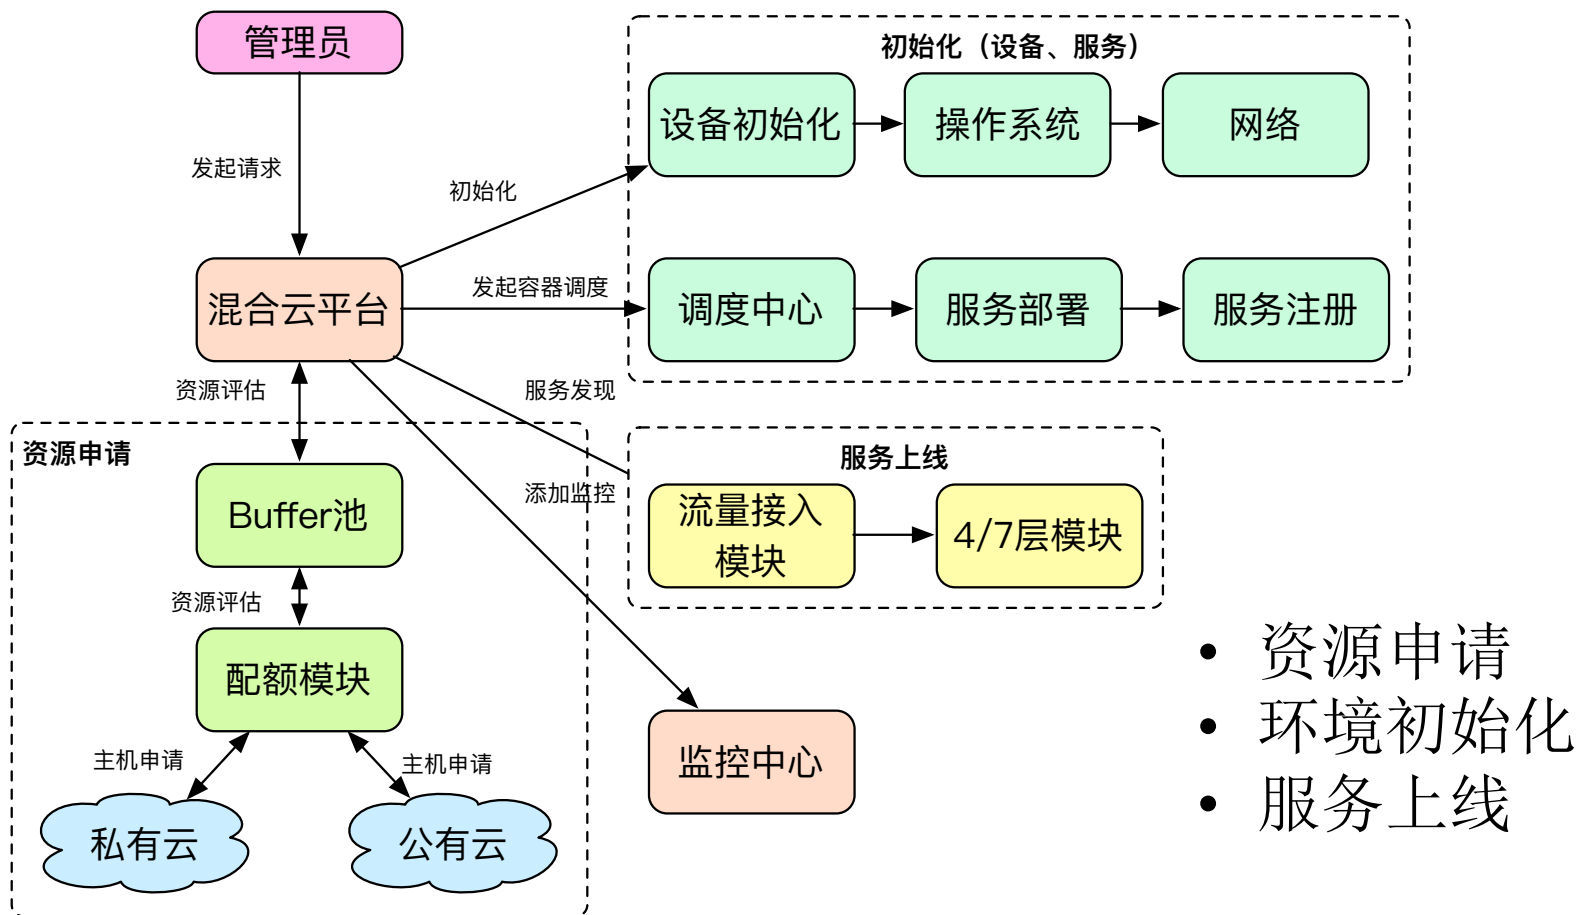 管理员
初始化（设备、服务）
设备初始化
操作系统
网络
发起请求
初始化
混合云平台
发起容器调度
调度中心
服务部署
服务注册
资源评估
服务发现
资源申请
服务上线
Buffer池
添加监控
流量接入
模块
4/7层模块
资源评估
配额模块
主机申请
主机申请
监控中心
私有云
公有云
• 资源申请
• 环境初始化
• 服务上线